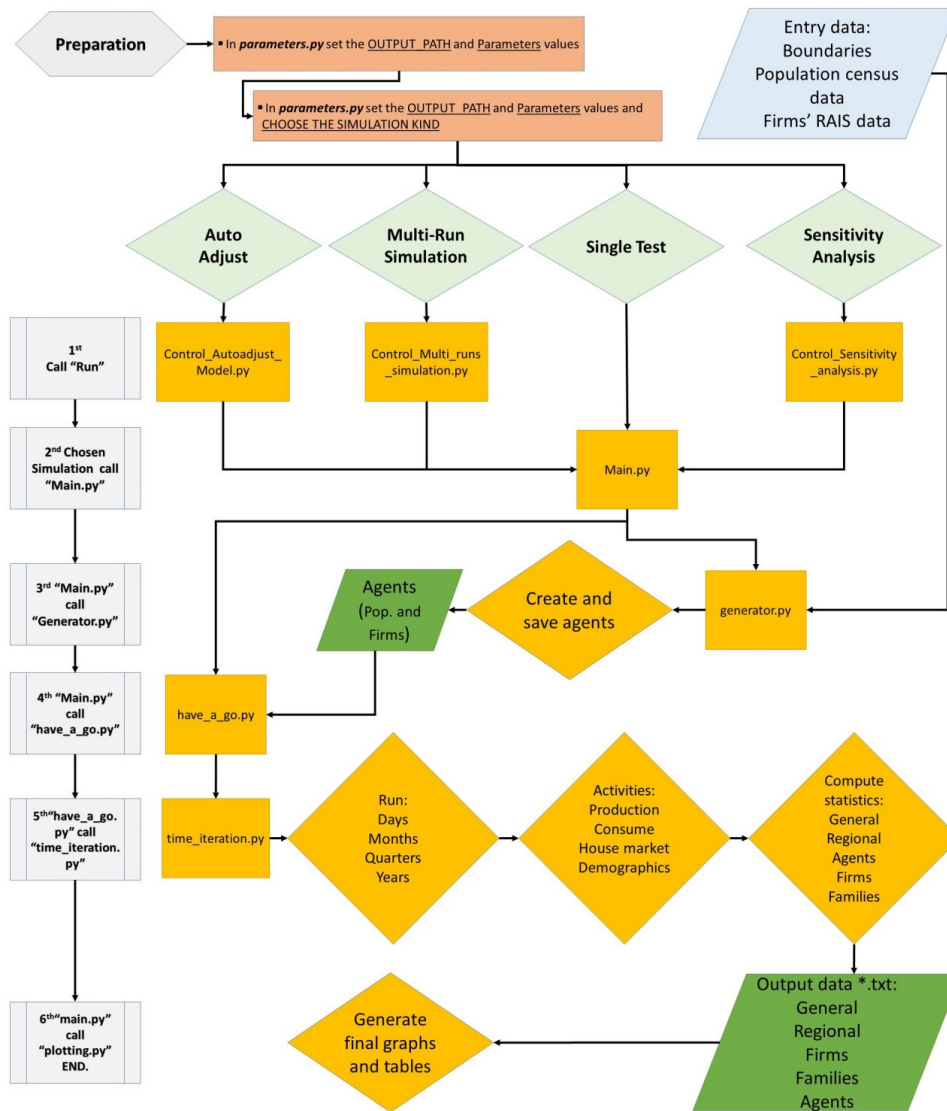 Preparation
▪ In parameters.py set the OUTPUT_PATH and Parameters values
Entry data:
Boundaries
Population census
data
Firms’ RAIS data
▪ In parameters.py set the OUTPUT_PATH and Parameters values and
CHOOSE THE SIMULATION KIND
Auto
Adjust
Multi-Run
Simulation
Single Test
Sensitivity
Analysis
1st
Call “Run”
Control_Autoadjust_
Model.py
Control_Multi_runs
_simulation.py
Control_Sensitivity
_analysis.py
2nd Chosen
Simulation call
“Main.py”
Main.py
3rd “Main.py”
call
“Generator.py”
Agents
(Pop. and
Firms)
Create and
save agents
generator.py
4th “Main.py”
call
“have_a_go.py”
have_a_go.py
5th“have_a_go.
py” call
“time_iteration.
py”
time_iteration.py
Run:
Days
Months
Quarters
Years
Activities:
Production
Consume
House market
Demographics
Compute
statistics:
General
Regional
Agents
Firms
Families
6th“main.py”
call
“plotting.py”
END.
Generate
final graphs
and tables
Output data *.txt:
General
Regional
Firms
Families
Agents